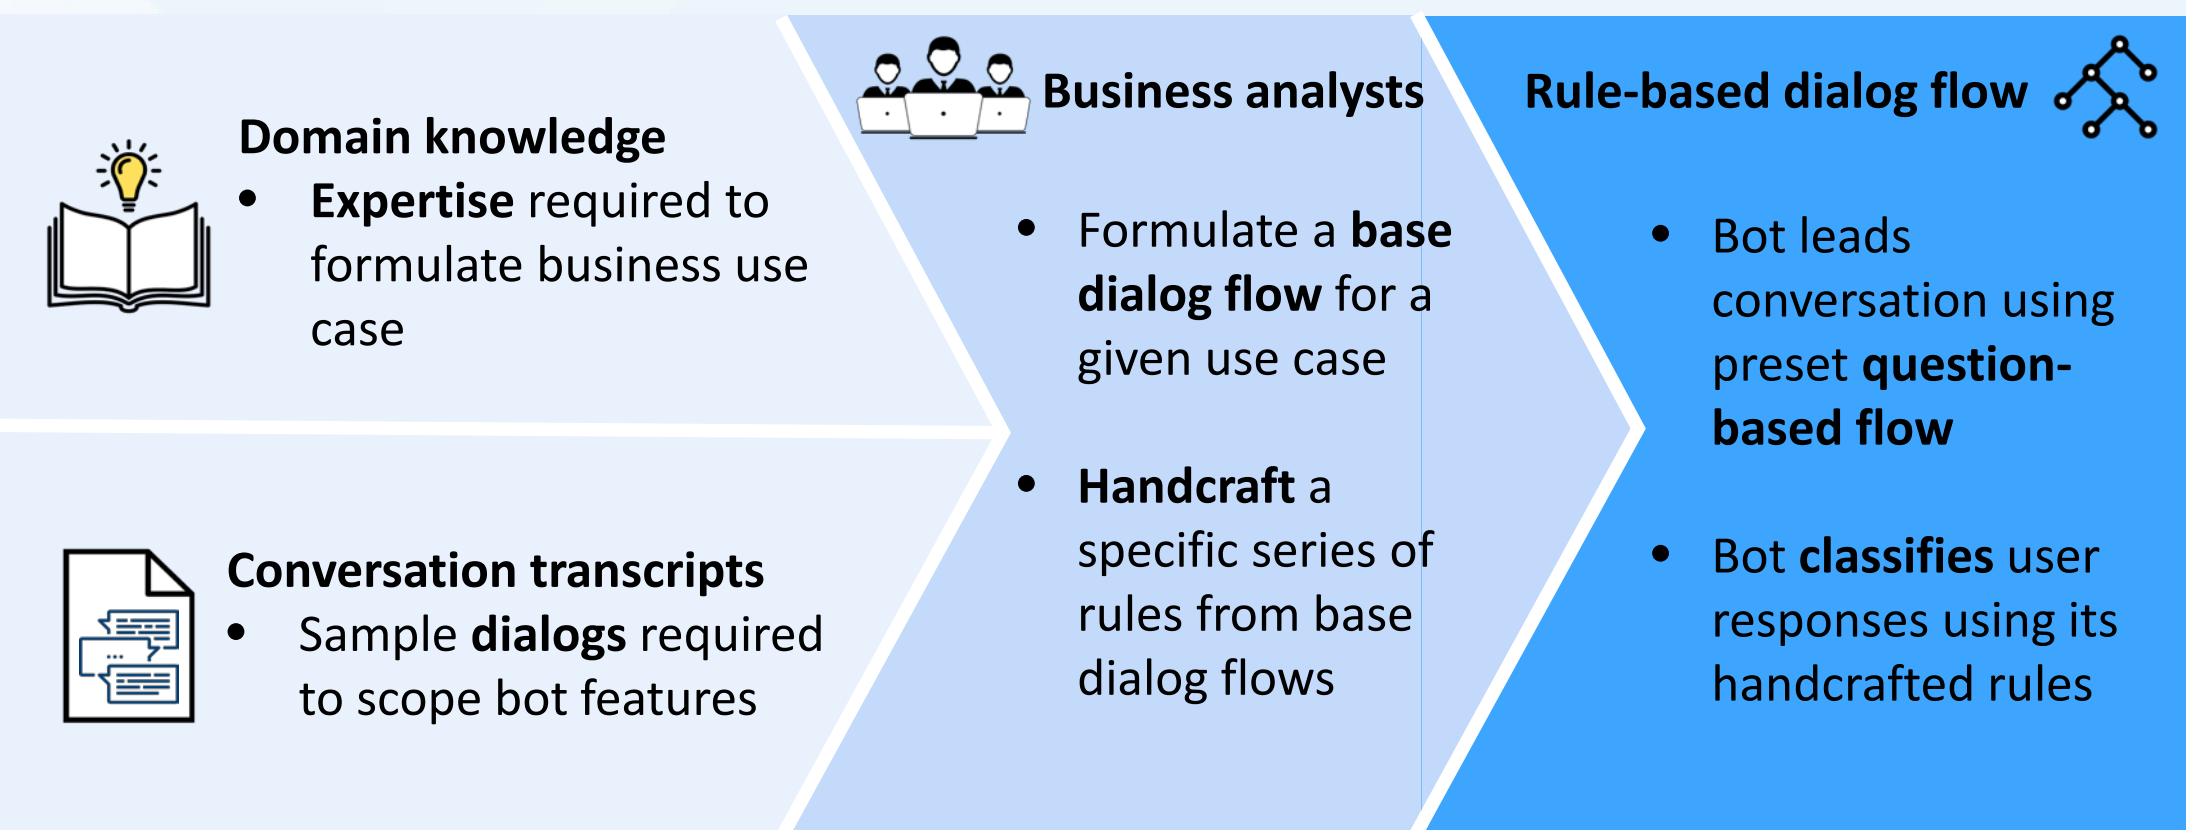 Domain knowledge
• Expertise required to
formulate business use
case
Conversation transcripts
• Sample dialogs required
to scope bot features
Business analysts
• Formulate a base
dialog flow for a
given use case
• Handcraft a
specific series of
rules from base
dialog flows
Rule-based dialog flow
• Bot leads
conversation using
preset question-
based flow
• Bot classifies user
responses using its
handcrafted rules